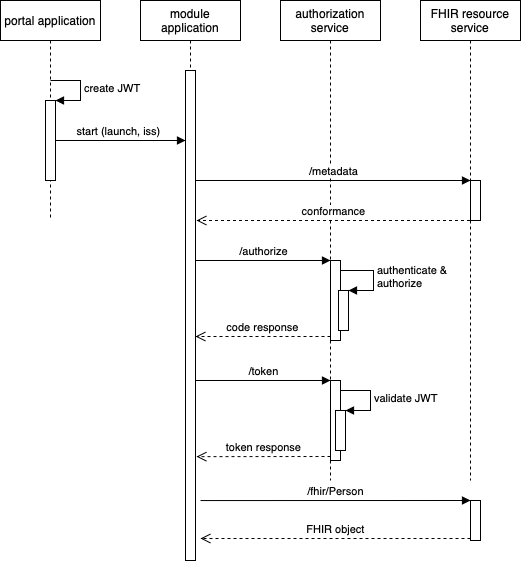 portal application
module
application
authorization
service
FHIR resource
service
create JWT
start (launch, iss)
/metadata
conformance
/authorize
authenticate &
authorize
code response
/token
validate JWT
token response
/fhir/Person
FHIR object